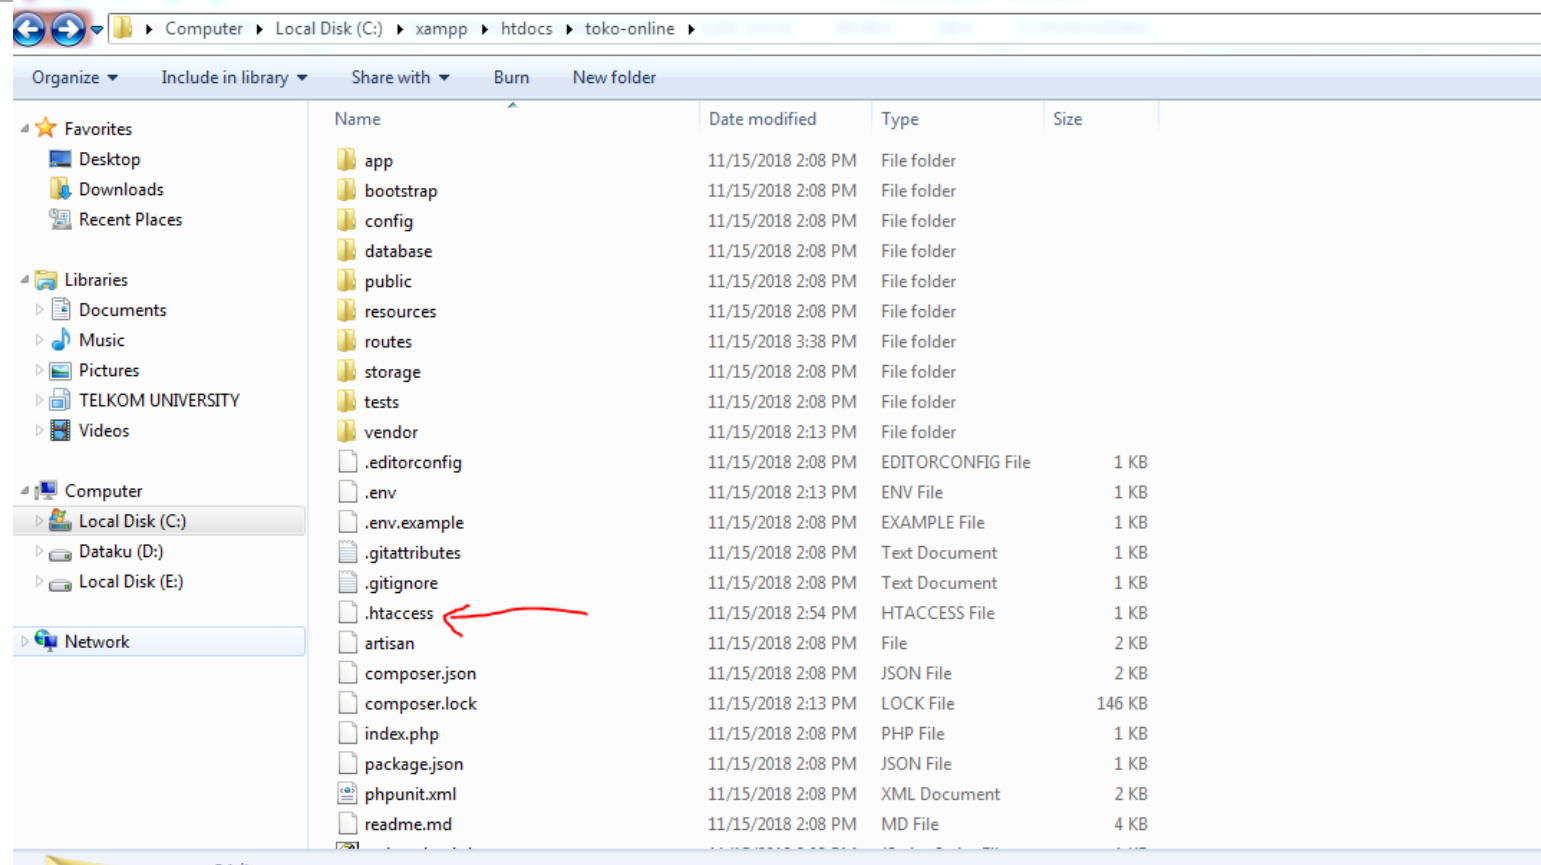 Computer Local Disk (C:) xampp htdocs toko-online
Organize Include in library Share with Burn New folder
Name Date modified Type Size
Favorites
Desktop
Downloads
Recent Places
Libraries
Documents
Music
Pictures
TELKOM UNIVERSITY
Videos
Computer
Local Disk (C:)
Dataku (D:)
Local Disk (E:)
Network
app 11/15/2018 2:08 PM File folder
bootstrap 11/15/2018 2:08 PM File folder
config 11/15/2018 2:08 PM File folder
database 11/15/2018 2:08 PM File folder
public 11/15/2018 2:08 PM File folder
resources 11/15/2018 2:08 PM File folder
routes 11/15/2018 3:38 PM File folder
storage 11/15/2018 2:08 PM File folder
tests 11/15/2018 2:08 PM File folder
vendor 11/15/2018 2:13 PM File folder
.editorconfig 11/15/2018 2:08 PM EDITORCONFIG File 1 KB
.env 11/15/2018 2:13 PM ENV File 1 KB
.env.example 11/15/2018 2:08 PM EXAMPLE File 1 KB
.gitattributes 11/15/2018 2:08 PM Text Document 1 KB
.gitignore 11/15/2018 2:08 PM Text Document 1 KB
.htaccess 11/15/2018 2:54 PM HTACCESS File 1 KB
artisan 11/15/2018 2:08 PM File 2 KB
composer.json 11/15/2018 2:08 PM JSON File 2 KB
composer.lock 11/15/2018 2:13 PM LOCK File 146 KB
index.php 11/15/2018 2:08 PM PHP File 1 KB
package.json 11/15/2018 2:08 PM JSON File 1 KB
phpunit.xml 11/15/2018 2:08 PM XML Document 2 KB
readme.md 11/15/2018 2:08 PM MD File 4 KB